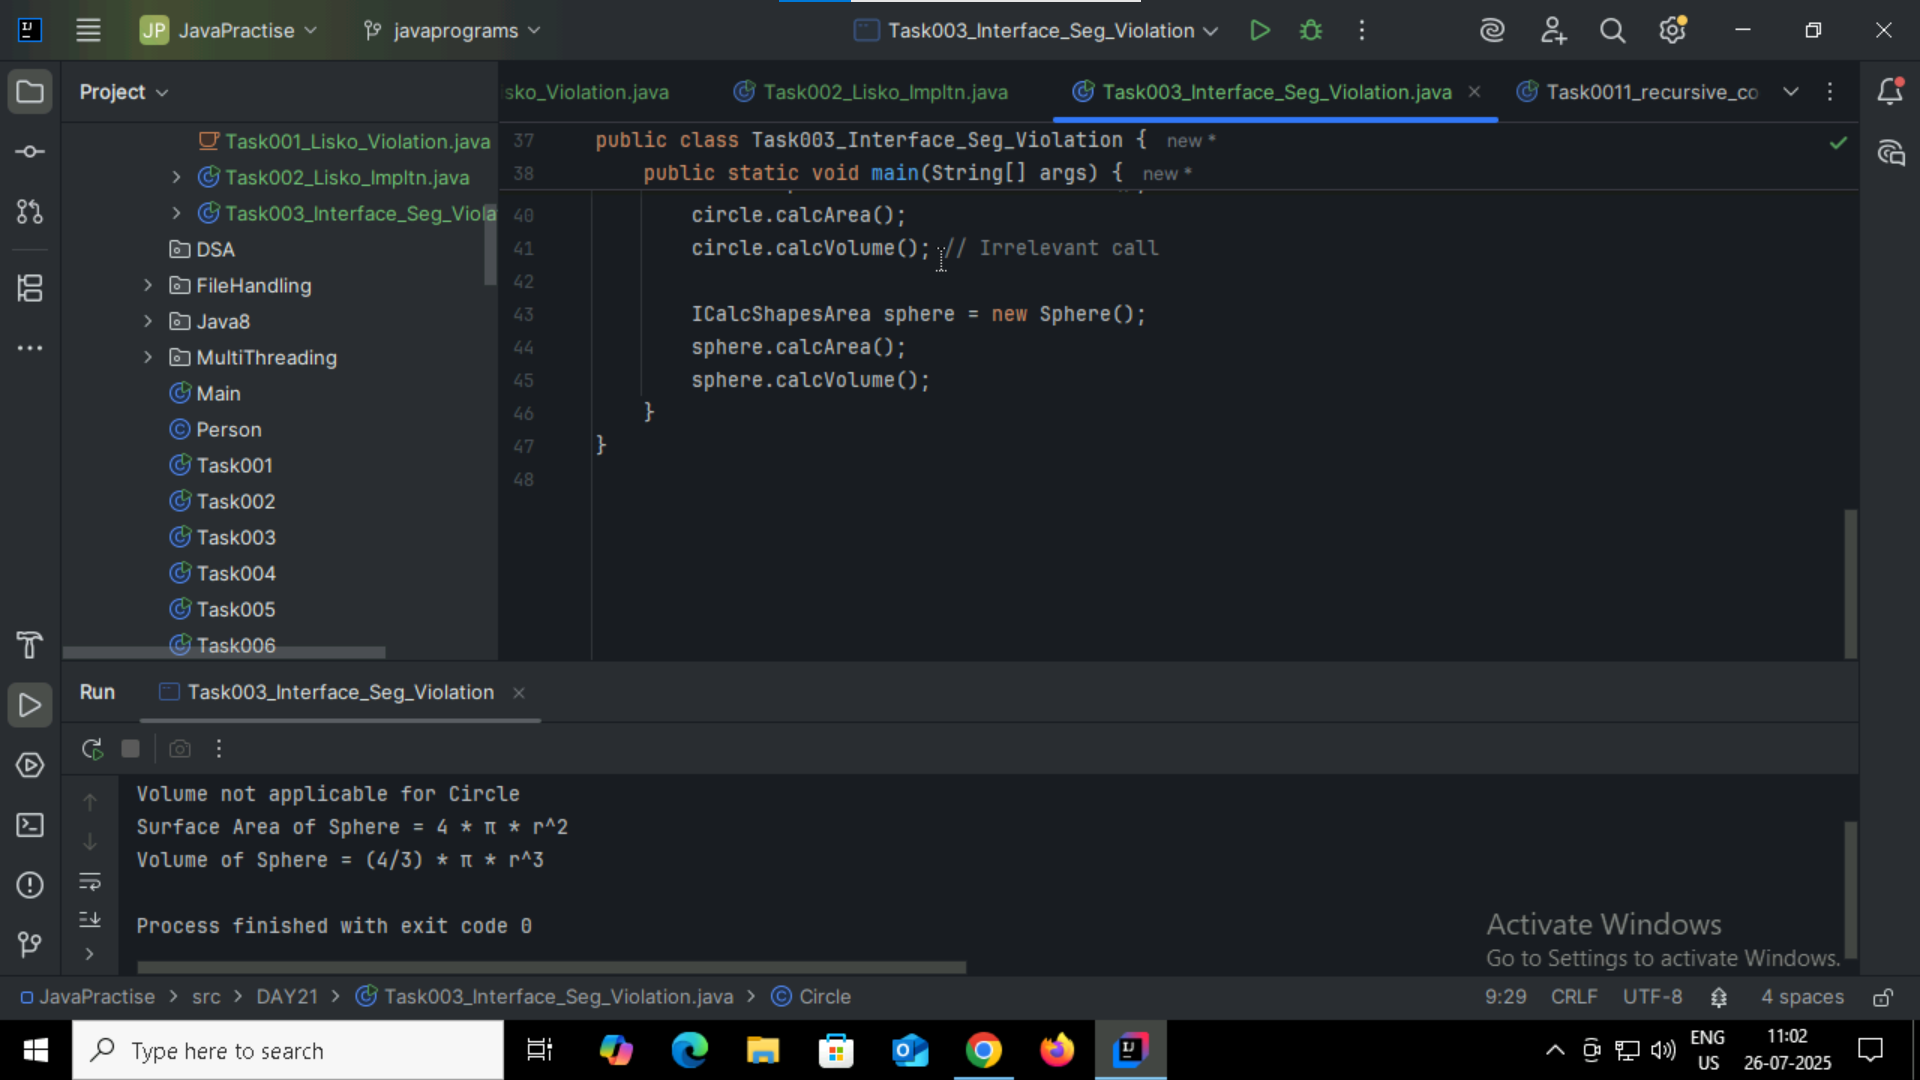 JP JavaPractise javaprograms Task003_Interface_Seg_Violation
Project
isko_Violation.java Task002_Lisko_Impltn.java Task003_Interface_Seg_Violation.java Task0011_recursive_co
Task001_Lisko_Violation.java
Task002_Lisko_Impltn.java
Task003_Interface_Seg_Viola
DSA
FileHandling
Java8
MultiThreading
Main
Person
Task001
Task002
Task003
Task004
Task005
Task006
37 public class Task003_Interface_Seg_Violation { new *
38 public static void main(String[] args) { new *
40 circle.calcArea();
41 circle.calcVolume(); // Irrelevant call
42
43 ICalcShapesArea sphere = new Sphere();
44 sphere.calcArea();
45 sphere.calcVolume();
46 }
47 }
48
Run Task003_Interface_Seg_Violation
Volume not applicable for Circle
Surface Area of Sphere = 4 * π * r^2
Volume of Sphere = (4/3) * π * r^3
Process finished with exit code 0
Activate Windows
Go to Settings to activate Windows.
JavaPractise > src > DAY21 > Task003_Interface_Seg_Violation.java > Circle
9:29 CRLF UTF-8 4 spaces
Type here to search
ENG
US
11:02
26-07-2025